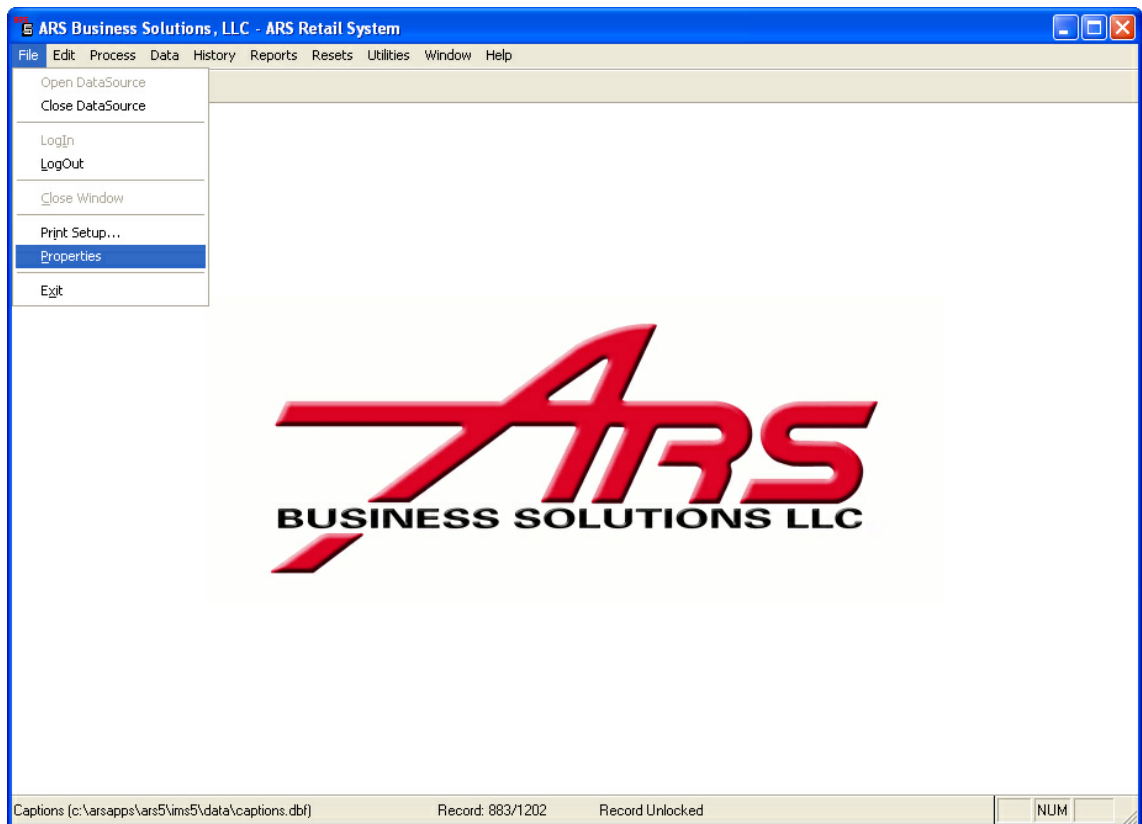 ARS Business Solutions, LLC - ARS Retail System
File Edit Process Data History Reports Resets Utilities Window Help
Open DataSource
Close DataSource
LogIn
LogOut
Close Window
Print Setup...
Properties
Exit
ARS
BUSINESS SOLUTIONS LLC
Captions (c:\arsapps\ars5\ims5\data\captions.dbf) Record: 883/1202 Record Unlocked NUM